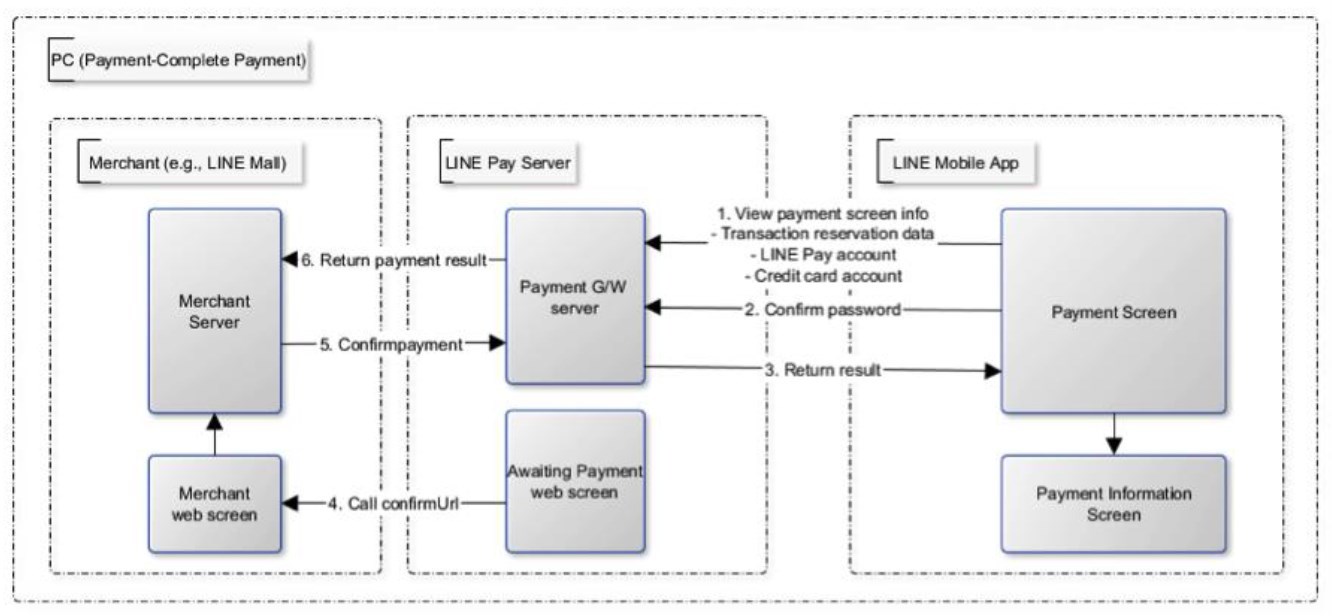 PC (Payment-Complete Payment)
Merchant (e.g., LINE Mall)
LINE Pay Server
LINE Mobile App
1. View payment screen info
- Transaction reservation data
- LINE Pay account
- Credit card account
6. Return payment result
Payment G/W
server
Merchant
Server
2. Confirm password
Payment Screen
5. Confirmpayment
3. Return result
Awaiting Payment
web screen
Merchant
web screen
4. Call confirmUrl
Payment Information
Screen